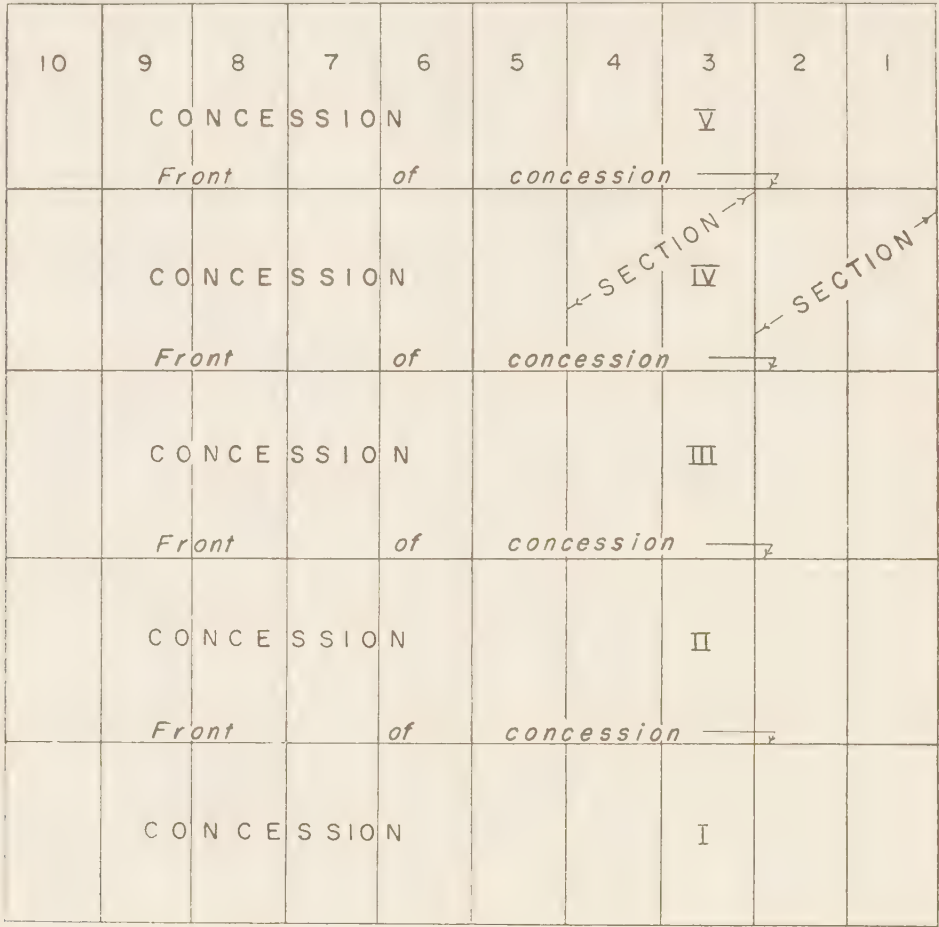 10 9 8 7 6 5 4 3 2 1
CONCESSION V
Front of concession
SECTION
SECTION
CONCESSION IV
Front of concession
CONCESSION III
Front of concession
CONCESSION II
Front of concession
CONCESSION I